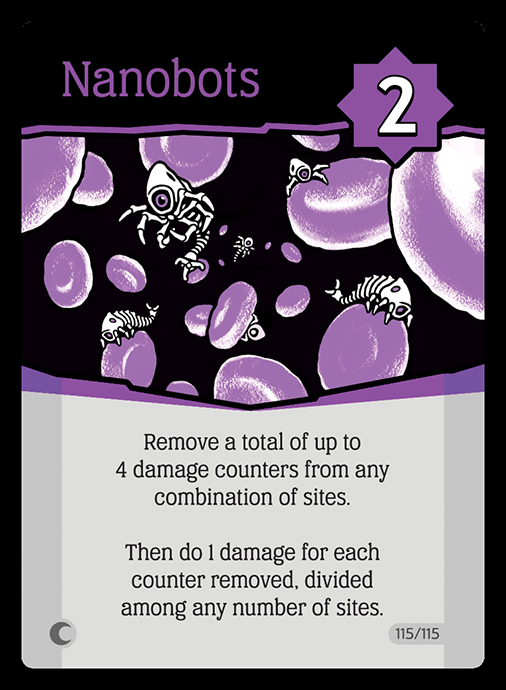 Nanobots
2
Remove a total of up to
4 damage counters from any
combination of sites.
Then do 1 damage for each
counter removed, divided
among any number of sites.
115/115